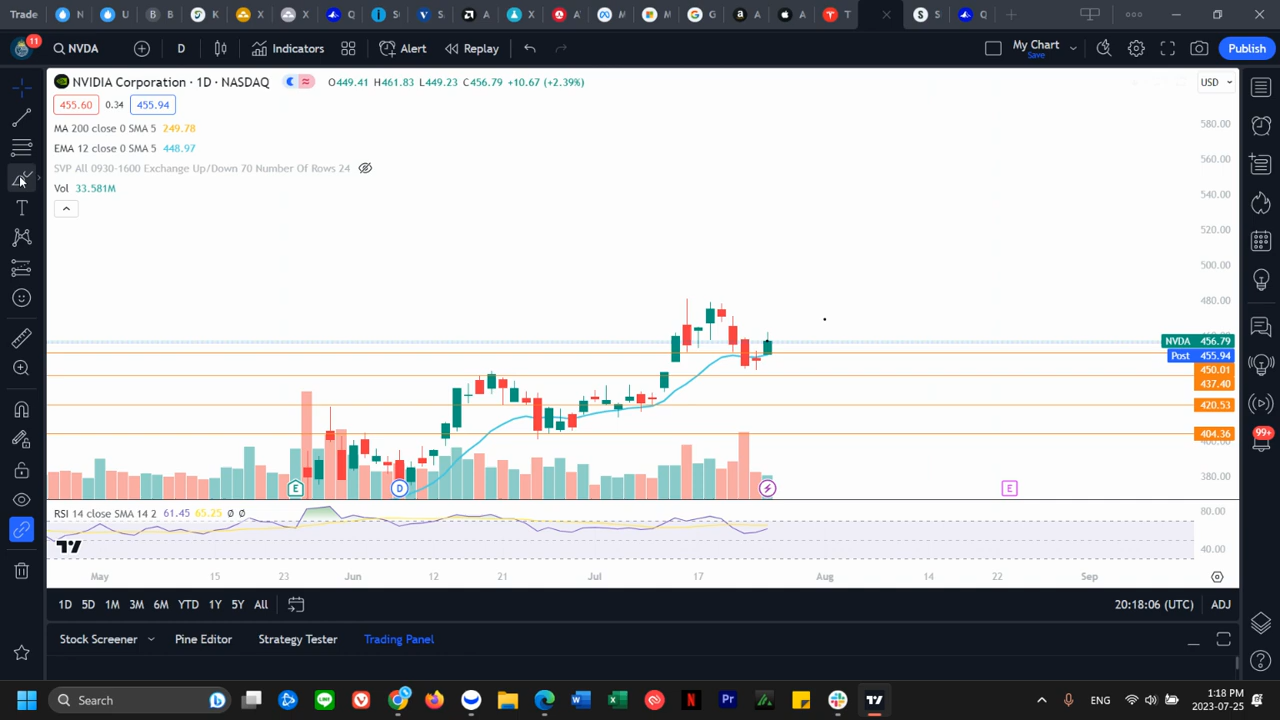 Trade
NVDA D Indicators Alert Replay My Chart Save Publish
11
NVIDIA Corporation · 1D · NASDAQ O449.41 H461.83 L449.23 C456.79 +10.67 (+2.39%) USD
455.60 0.34 455.94
MA 200 close 0 SMA 5 249.78
EMA 12 close 0 SMA 5 448.97
SVP All 0930-1600 Exchange Up/Down 70 Number Of Rows 24
Vol 33.581M
580.00
560.00
540.00
520.00
500.00
480.00
NVDA 456.79
Post 455.94
450.01
437.40
420.53
404.36
380.00
99+
E D E
RSI 14 close SMA 14 2 61.45 65.25 Ø Ø
80.00
40.00
May 15 23 Jun 12 21 Jul 17 Aug 14 22 Sep
1D 5D 1M 3M 6M YTD 1Y 5Y All 20:18:06 (UTC) ADJ
Stock Screener Pine Editor Strategy Tester Trading Panel
Search ENG 1:18 PM
2023-07-25